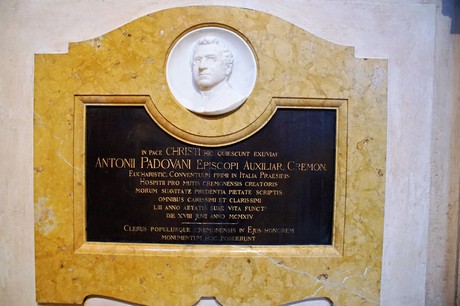 IN PACE CHRISTI HIC QUIESCUNT EXUVIAE
ANTONII PADOVANI EPISCOPI AUXILIAR. CREMON.
EUCHARISTIC. CONVENTUUM PRIMI IN ITALIA PRAESIDIS
HOSPITII PRO MUTIS CREMONENSIS CREATORIS
MORUM SUAVITATE PRUDENTIA PIETATE SCRIPTIS
OMNIBUS CARISSIMI ET CLARISSIMI
LII ANNO AETATIS SUAE VITA FUNCTI
DIE XVIII JUNII ANNO MCMXIV
CLERUS POPULUSQUE CREMONENSIS IN EJUS HONOREM
MONUMENTUM HOC POSUERUNT